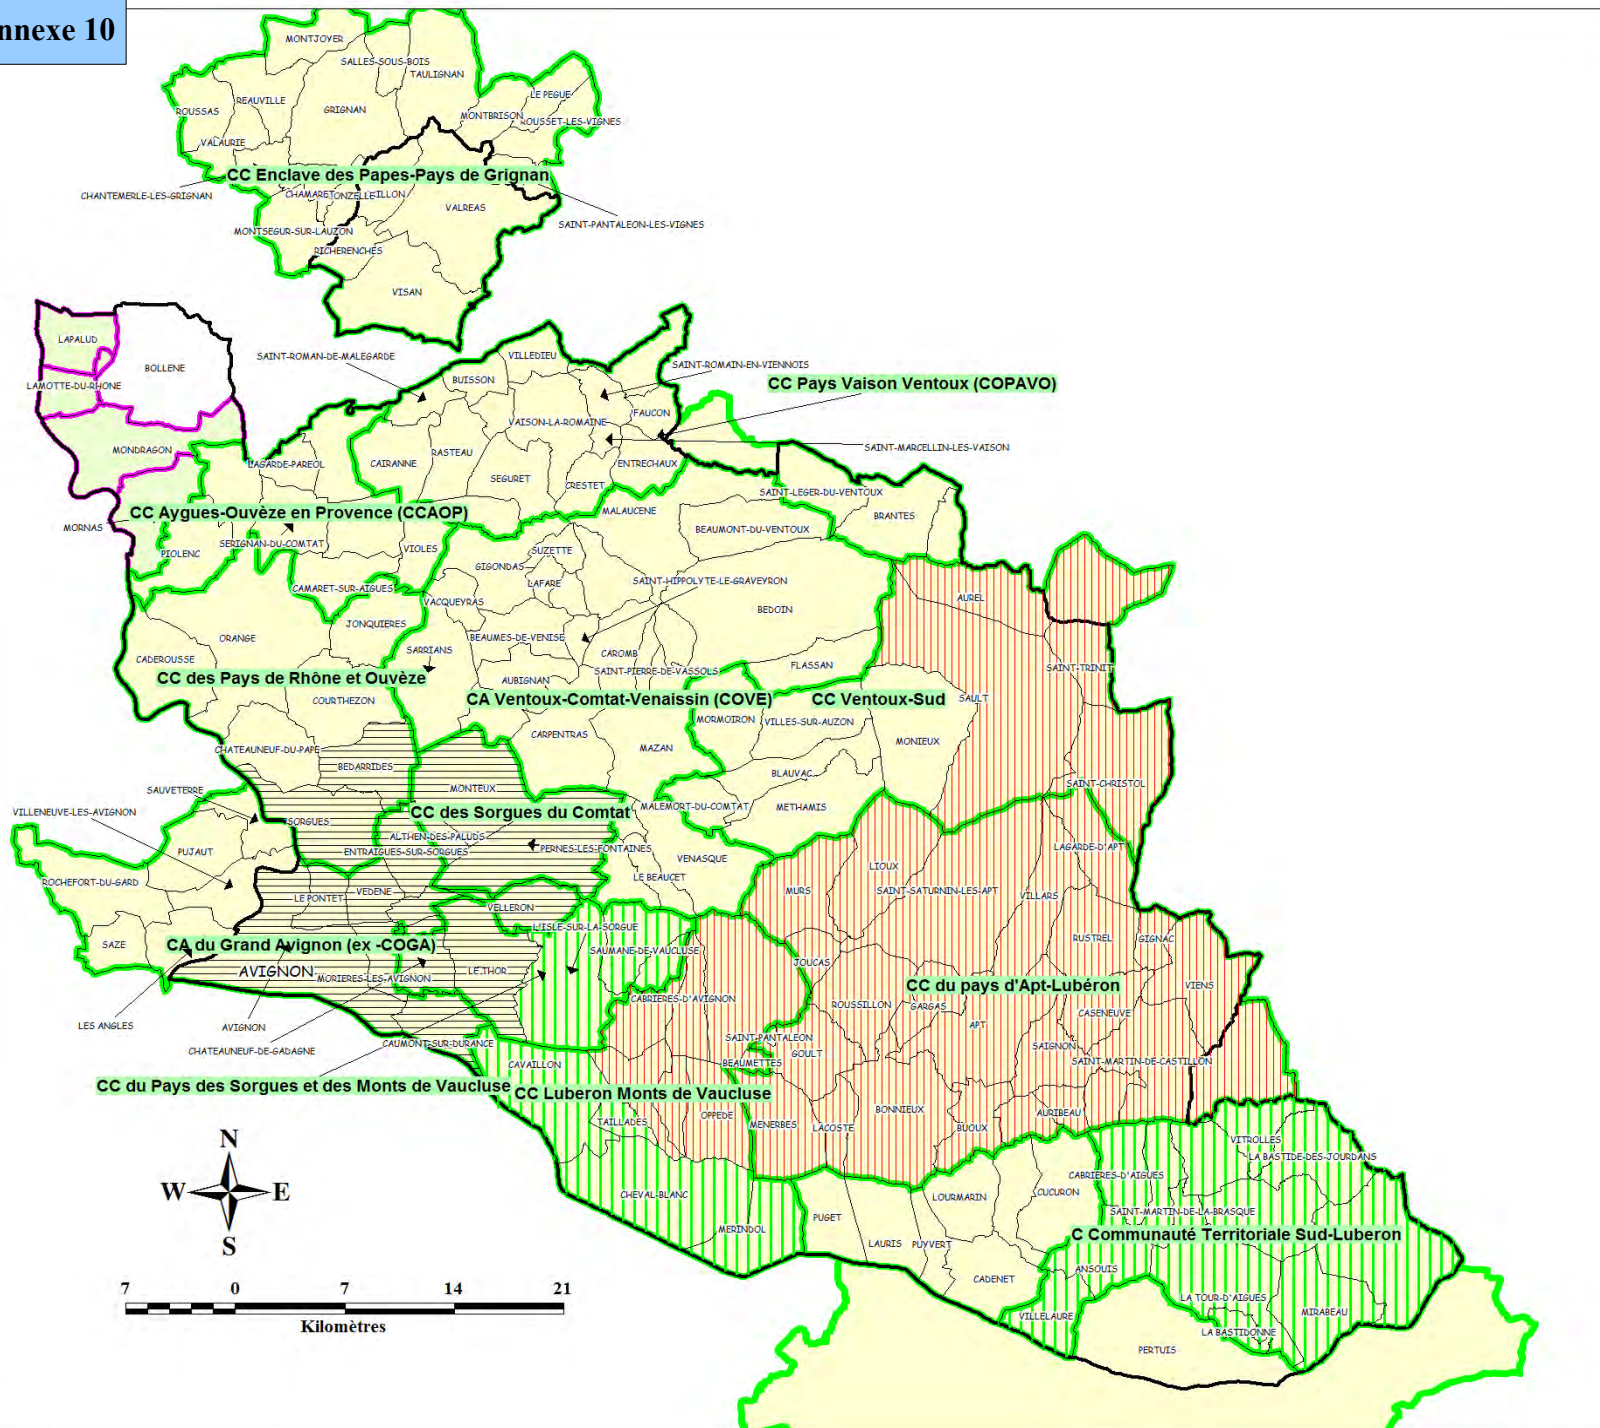 nnexe 10
MONTJOYER
SALLES-SOUS-BOIS
TAULIGNAN
LE PEGUE
ROUSSAS
REAUVILLE
GRIGNAN
MONTBRISON
ROUSSET-LES-VIGNES
VALAURIE
CC Enclave des Papes-Pays de Grignan
CHANTEMERLE-LES-GRIGNAN
CHAMARET
VALREAS
SAINT-PANTALEON-LES-VIGNES
MONTSEGUR-SUR-LAUZON
RICHERENCHES
VISAN
LAPALUD
BOLLENE
LAMOTTE-DU-RHONE
MONDRAGON
SAINT-ROMAN-DE-MALEGARDE
VILLEDIEU
SAINT-ROMAIN-EN-VIENNOIS
BUISSON
CC Pays Vaison Ventoux (COPAVO)
FAUCON
VAISON-LA-ROMAINE
SAINT-MARCELLIN-LES-VAISON
LAGARDE-PAREOL
CAIRANNE
RASTEAU
SEGURET
CRESTET
ENTRECHAUX
SAINT-LEGER-DU-VENTOUX
BRANTES
CC Aygues-Ouvèze en Provence (CCAOP)
MALAUCENE
BEAUMONT-DU-VENTOUX
MORNAS
PIOLENC
SERIGNAN-DU-COMTAT
VIOLES
SUZETTE
GIGONDAS
LAFARE
SAINT-HIPPOLYTE-LE-GRAVEYRON
CAMARET-SUR-AIGUES
VACQUEYRAS
BEDOIN
AUREL
ORANGE
JONQUIERES
BEAUMES-DE-VENISE
SARRIANS
CAROMB
CADEROUSSE
FLASSAN
SAINT-TRINIT
CC des Pays de Rhône et Ouvèze
AUBIGNAN
SAINT-PIERRE-DE-VASSOLS
COURTHEZON
CA Ventoux-Comtat-Venaissin (COVE)
CC Ventoux-Sud
SAULT
MORMOIRON
VILLES-SUR-AUZON
CARPENTRAS
MAZAN
MONIEUX
CHATEAUNEUF-DU-PAPE
BEDARRIDES
BLAUVAC
SAINT-CHRISTOL
MONTEUX
SAUVETERRE
VILLENEUVE-LES-AVIGNON
CC des Sorgues du Comtat
MALEMORT-DU-COMTAT
METHAMIS
SORGUES
ALTHEN-DES-PALUDS
PERNES-LES-FONTAINES
ENTRAIGUES-SUR-SORGUES
PUJAUT
VENASQUE
LAGARDE-D'APT
LIOUX
LE BEAUCET
ROCHEFORT-DU-GARD
LE PONTET
VEDENE
MURS
SAINT-SATURNIN-LES-APT
VILLARS
VELLERON
L'ISLE-SUR-LA-SORGUE
SAZE
CA du Grand Avignon (ex -COGA)
SAUMANE-DE-VAUCLUSE
RUSTREL
GIGNAC
AVIGNON
MORIERES-LES-AVIGNON
LE THOR
JOUCAS
CC du pays d'Apt-Lubéron
VIENS
CABRIERES-D'AVIGNON
ROUSSILLON
GARGAS
CASENEUVE
LES ANGLES
AVIGNON
APT
SAINT-PANTALEON
CHATEAUNEUF-DE-GADAGNE
CAUMONT-SUR-DURANCE
GOULT
SAIGNON
CAVAILLON
BEAUMETTES
SAINT-MARTIN-DE-CASTILLON
CC du Pays des Sorgues et des Monts de Vaucluse
CC Luberon Monts de Vaucluse
TAILLADES
OPPEDE
MENERBES
LACOSTE
BONNIEUX
BUOUX
AURIBEAU
VITROLLES
LA BASTIDE-DES-JOURDANS
CABRIERES-D'AIGUES
CHEVAL-BLANC
LOURMARIN
CUCURON
SAINT-MARTIN-DE-LA-BRASQUE
MERINDOL
PUGET
C Communauté Territoriale Sud-Luberon
LAURIS
PUYVERT
CADENET
ANSOUIS
LA TOUR-D'AIGUES
VILLELAURE
MIRABEAU
LA BASTIDONNE
PERTUIS
N
W
E
S
7 0 7 14 21
Kilomètres